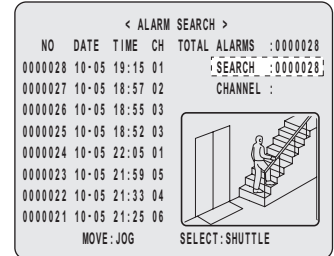 < ALARM SEARCH >
NO DATE TIME CH TOTAL ALARMS :0000028
0000028 10-05 19:15 01 SEARCH :0000028
0000027 10-05 18:57 02 CHANNEL :
0000026 10-05 18:55 03
0000025 10-05 18:52 03
0000024 10-05 22:05 01
0000023 10-05 21:59 05
0000022 10-05 21:33 04
0000021 10-05 21:25 06
MOVE:JOG SELECT:SHUTTLE